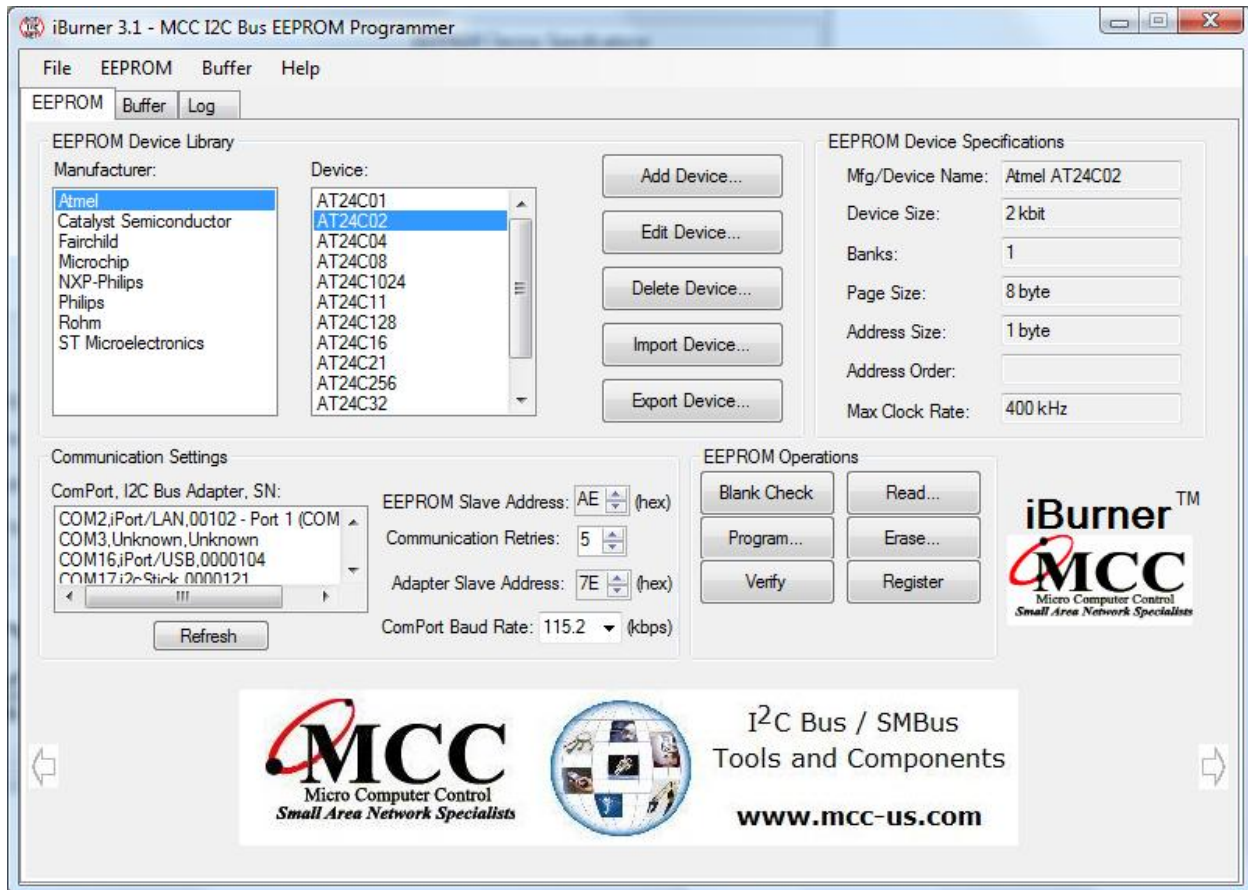 iBurner 3.1 - MCC I2C Bus EEPROM Programmer
File EEPROM Buffer Help
EEPROM Buffer Log
EEPROM Device Library
Manufacturer:
Atmel
Catalyst Semiconductor
Fairchild
Microchip
NXP-Philips
Philips
Rohm
ST Microelectronics
Device:
AT24C01
AT24C02
AT24C04
AT24C08
AT24C1024
AT24C11
AT24C128
AT24C16
AT24C21
AT24C256
AT24C32
Add Device...
Edit Device...
Delete Device...
Import Device...
Export Device...
EEPROM Device Specifications
Mfg/Device Name: Atmel AT24C02
Device Size: 2 kbit
Banks: 1
Page Size: 8 byte
Address Size: 1 byte
Address Order:
Max Clock Rate: 400 kHz
Communication Settings
ComPort, I2C Bus Adapter, SN:
COM2,iPort/LAN,00102 - Port 1 (COM
COM3,Unknown,Unknown
COM16,iPort/USB,0000104
COM17,i2cStick,0000121
Refresh
EEPROM Slave Address: AE (hex)
Communication Retries: 5
Adapter Slave Address: 7E (hex)
ComPort Baud Rate: 115.2 (kbps)
EEPROM Operations
Blank Check Read...
Program... Erase...
Verify Register
iBurner™
MCC
Micro Computer Control
Small Area Network Specialists
MCC
Micro Computer Control
Small Area Network Specialists
I²C Bus / SMBus
Tools and Components
www.mcc-us.com